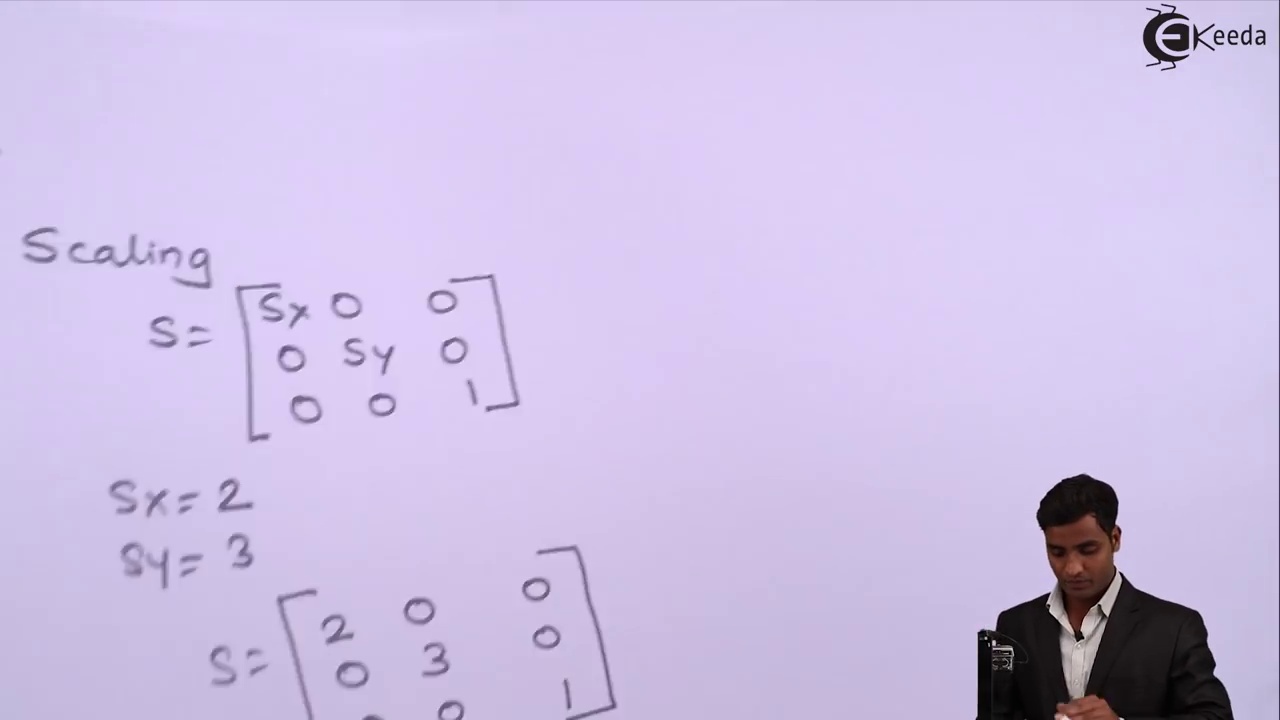 EKeeda
Scaling
S = [Sx 0 0
0 Sy 0
0 0 1]
Sx = 2
Sy = 3
S = [2 0 0
0 3 0
0 1]